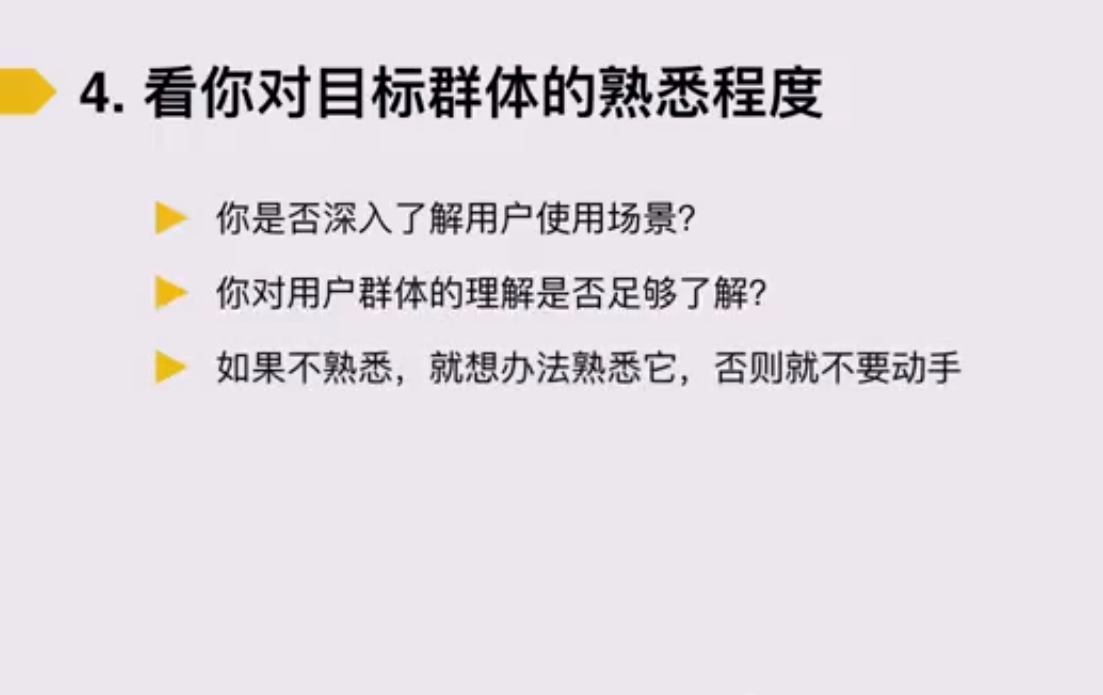 4. 看你对目标群体的熟悉程度
你是否深入了解用户使用场景?
你对用户群体的理解是否足够了解?
如果不熟悉，就想办法熟悉它，否则就不要动手